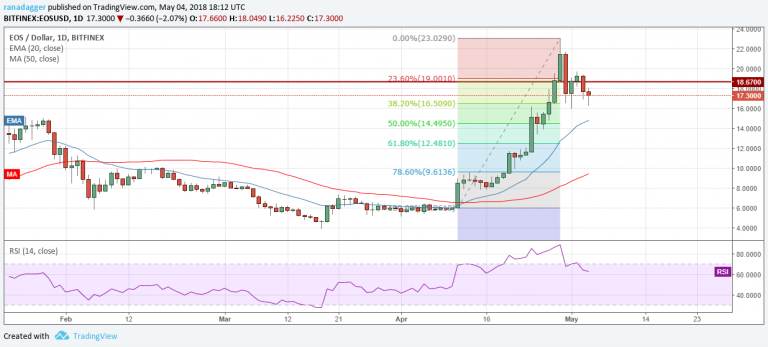 ranadagger published on TradingView.com, May 04, 2018 18:12 UTC
BITFINEX:EOSUSD, 1D 17.3000 ▼ −0.3660 (−2.07%) O:17.6600 H:18.0490 L:16.2250 C:17.3000
EOS / Dollar, 1D, BITFINEX
EMA (20, close)
MA (50, close)
0.00%(23.0290)
23.60%(19.0010)
38.20%(16.5090)
50.00%(14.4950)
61.80%(12.4810)
78.60%(9.6136)
EMA
MA
24.0000
22.0000
20.0000
18.6700
18.0000
17.3000
16.0000
14.0000
12.0000
10.0000
8.0000
6.0000
4.0000
RSI (14, close)
RSI
80.0000
60.0000
40.0000
Feb
12
Mar
12
21
Apr
16
May
14
23
Created with TradingView